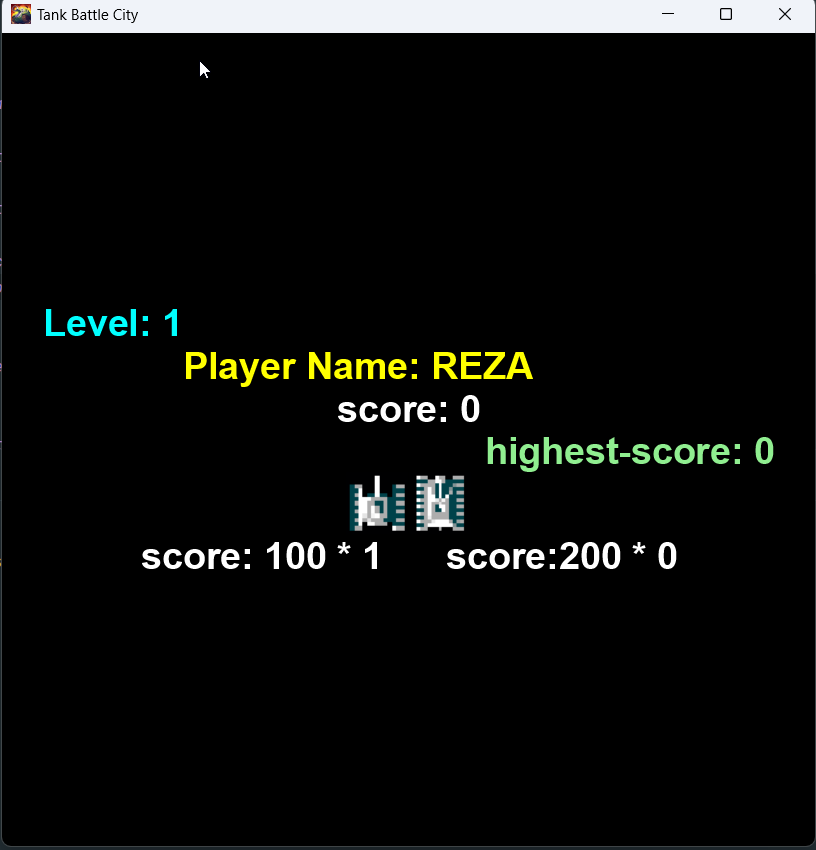 Tank Battle City
Level: 1
Player Name: REZA
score: 0
highest-score: 0
score: 100 * 1 score:200 * 0